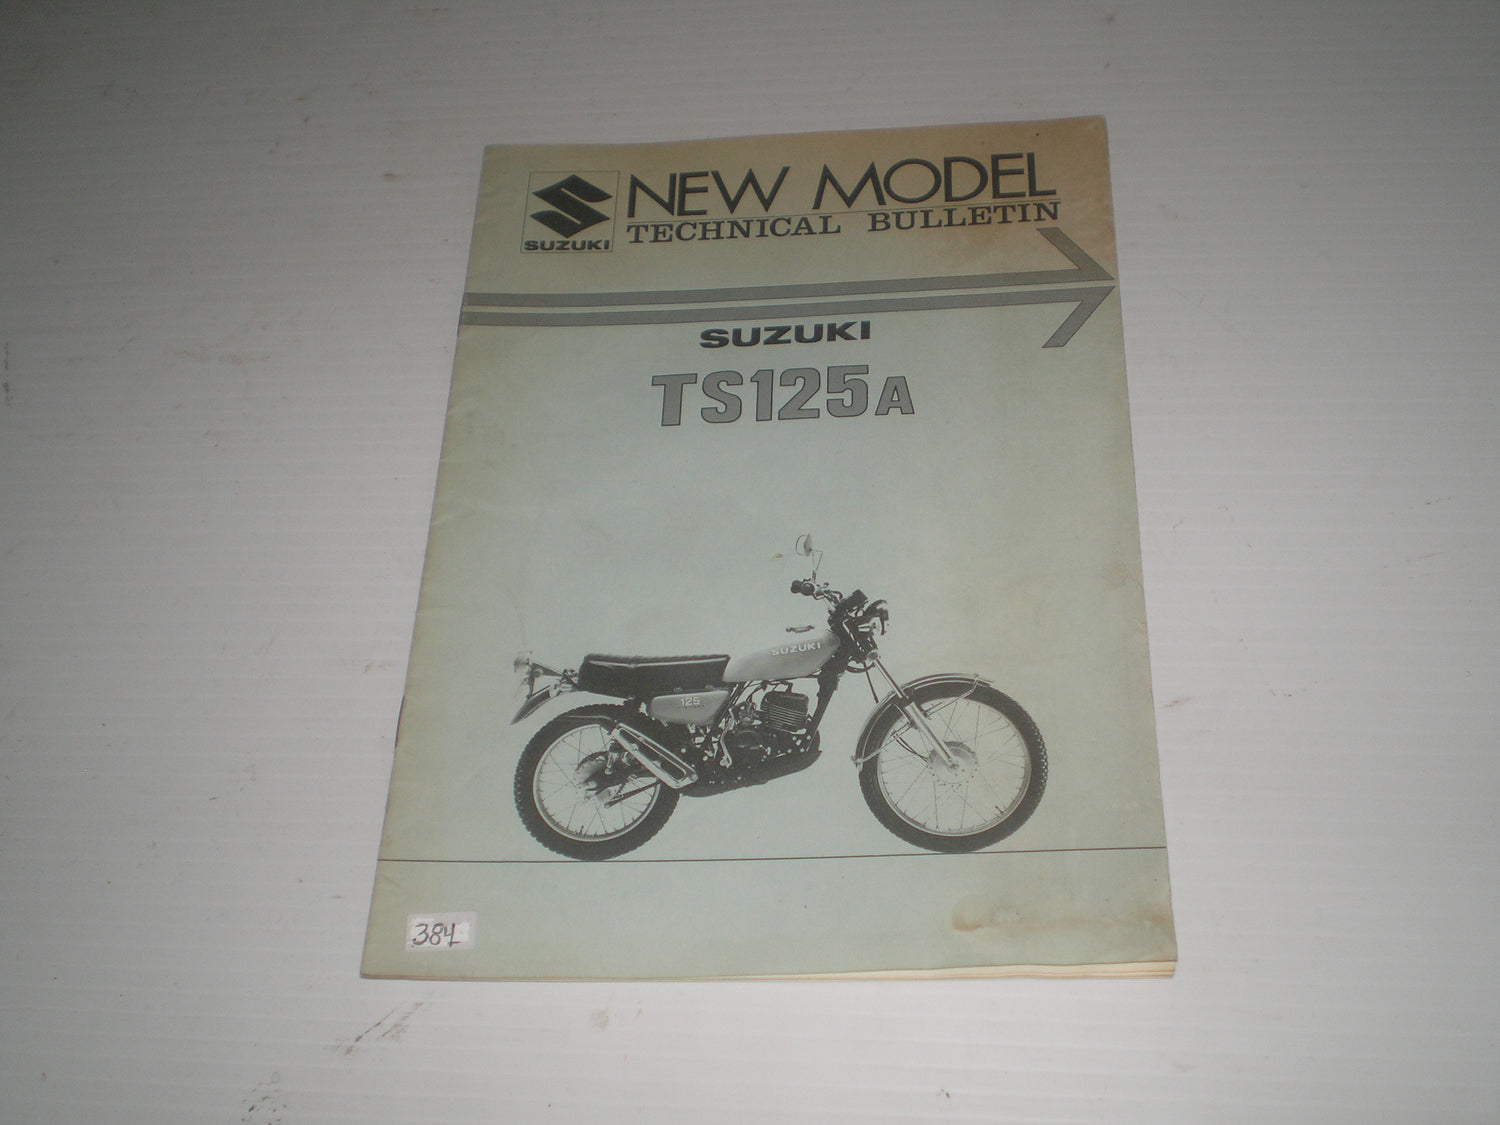 NEW MODEL
SUZUKI
TECHNICAL BULLETIN
SUZUKI
TS125A
SUZUKI
125
384